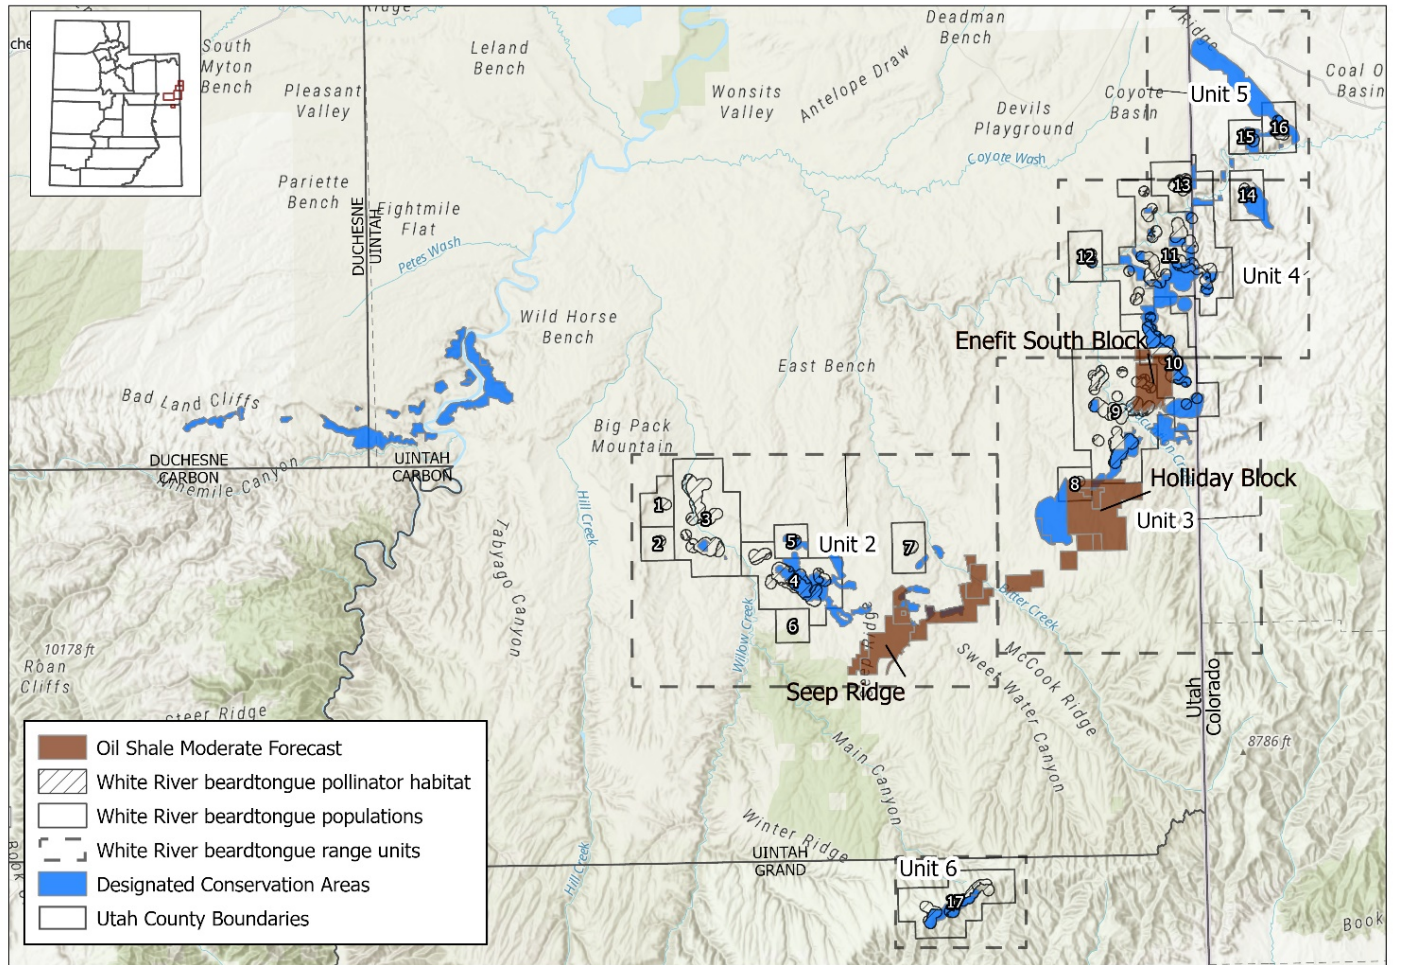 Ridge
South
Myton
Bench
Leland
Bench
Deadman
Bench
Pleasant
Valley
Wonsits
Valley
Antelope Draw
Devils
Playground
Coyote
Basin
Unit 5
16
15
Coyote Wash
Pariette
Bench
13
14
DUCHESNE
UINTAH
Eightmile
Flat
Petes Wash
12
11
Unit 4
Wild Horse
Bench
Enefit South Block
East Bench
10
Bad Land Cliffs
9
Big Pack
Mountain
DUCHESNE
CARBON
UINTAH
CARBON
Ninemile Canyon
8
Holliday Block
Unit 3
1
3
Hill Creek
2
5
Unit 2
7
Tabyago Canyon
4
6
Willow Creek
Bitter Creek
McCook Ridge
Sweet Water Canyon
10178 ft
Roan
Cliffs
Seep Ridge
Utah
Colorado
8786 ft
Steer Ridge
Main Canyon
Winter Ridge
Hill Creek
UINTAH
GRAND
Unit 6
17
Book
Oil Shale Moderate Forecast
White River beardtongue pollinator habitat
White River beardtongue populations
White River beardtongue range units
Designated Conservation Areas
Utah County Boundaries